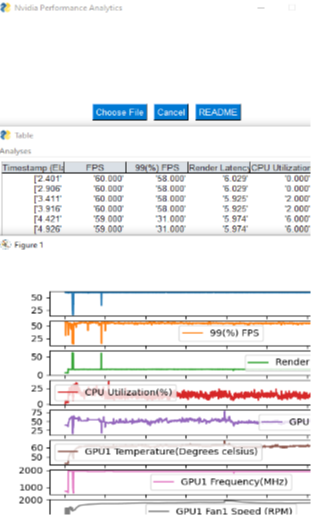 Nvidia Performance Analytics
Choose File Cancel README
Table
Analyses
Timestamp (Ela FPS 99(%) FPS Render Latency CPU Utilization
['2.401' '60.000' '58.000' '6.029' '0.000'
['2.906' '60.000' '58.000' '6.029' '0.000'
['3.411' '60.000' '58.000' '5.925' '2.000'
['3.916' '60.000' '58.000' '5.925' '2.000'
['4.421' '59.000' '31.000' '5.974' '6.000'
['4.926' '59.000' '31.000' '5.974' '6.000'
Figure 1
50
25
50
25
99(%) FPS
50
0
Render
25
0
CPU Utilization(%)
75
50
25
GPU
60
50
GPU1 Temperature(Degrees celsius)
2000
1000
GPU1 Frequency(MHz)
2000
GPU1 Fan1 Speed (RPM)